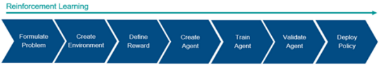 Reinforcement Learning
Formulate
Problem
Create
Environment
Define
Reward
Create
Agent
Train
Agent
Validate
Agent
Deploy
Policy